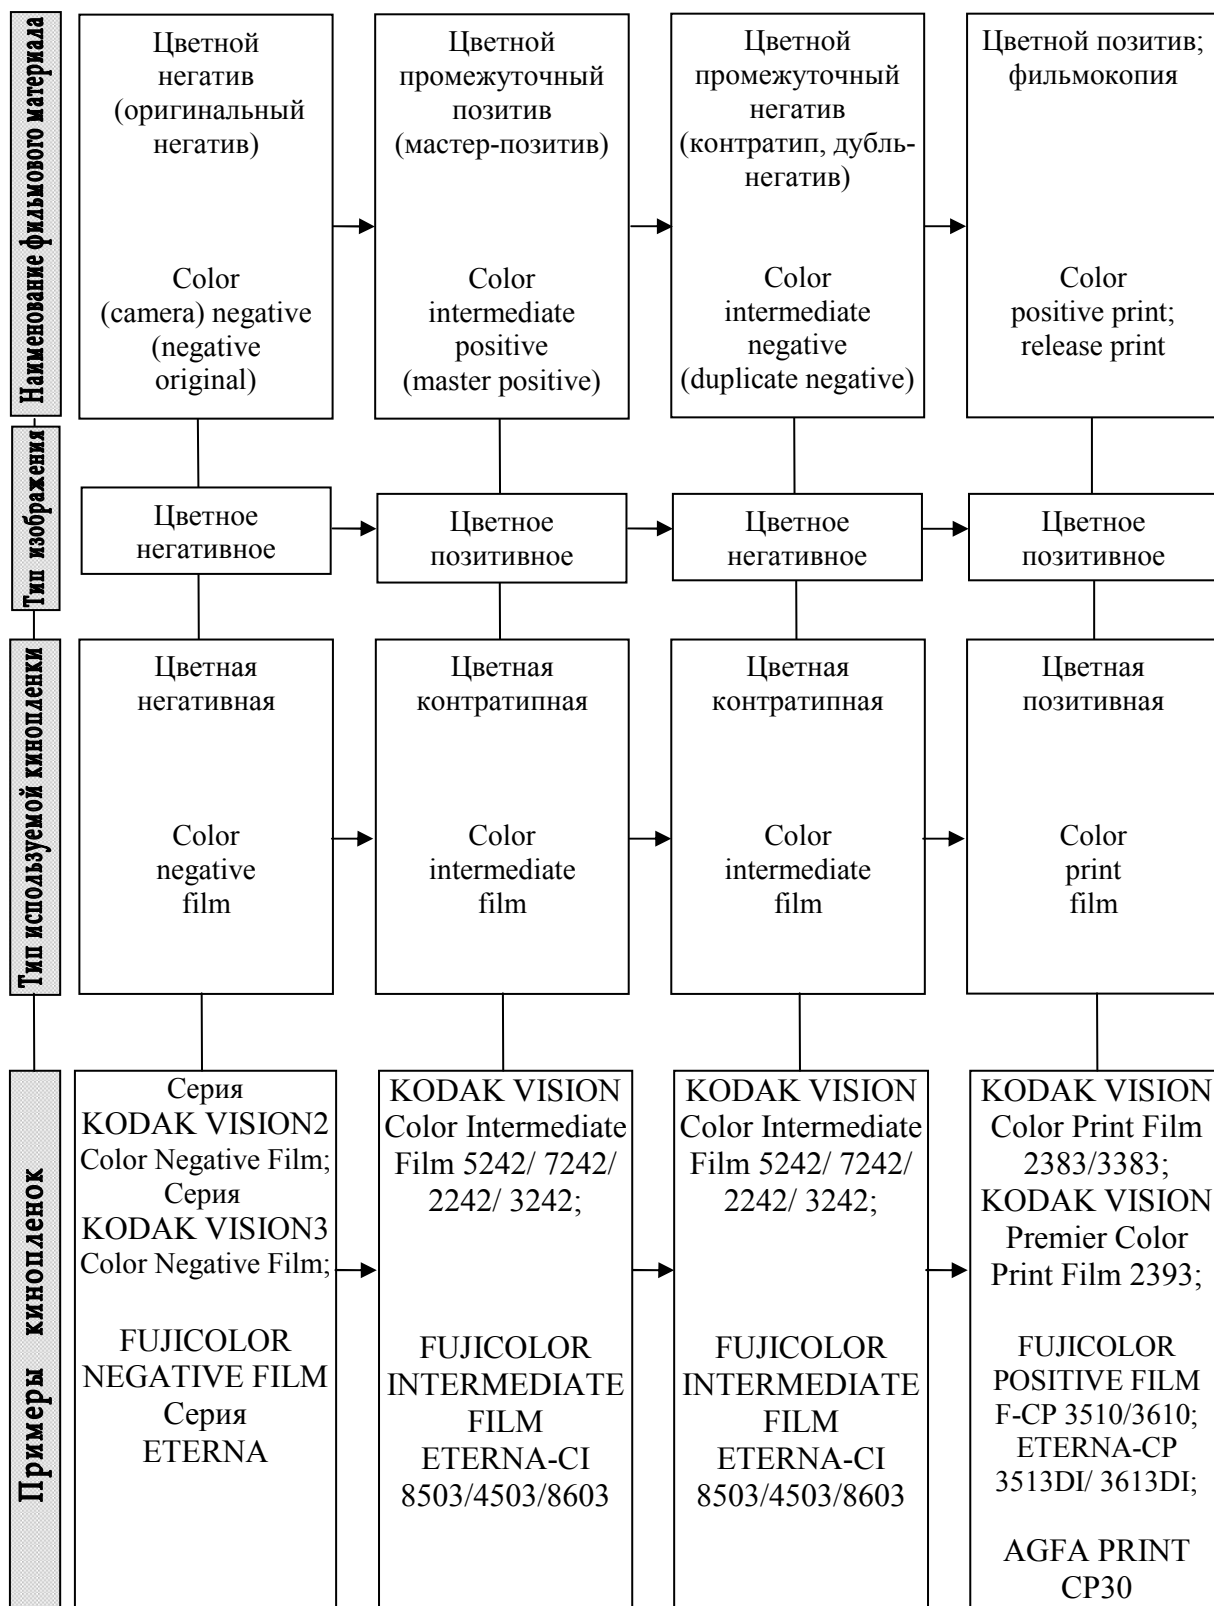 Наименование фильмового материала
Цветной
негатив
(оригинальный
негатив)
Color
(camera) negative
(negative
original)
Цветной
промежуточный
позитив
(мастер-позитив)
Color
intermediate
positive
(master positive)
Цветной
промежуточный
негатив
(контратип, дубль-
негатив)
Color
intermediate
negative
(duplicate negative)
Цветной позитив;
фильмокопия
Color
positive print;
release print
Тип изображения
Цветное
негативное
Цветное
позитивное
Цветное
негативное
Цветное
позитивное
Тип используемой кинопленки
Цветная
негативная
Color
negative
film
Цветная
контратипная
Color
intermediate
film
Цветная
контратипная
Color
intermediate
film
Цветная
позитивная
Color
print
film
Примеры кинопленок
Серия
KODAK VISION2
Color Negative Film;
Серия
KODAK VISION3
Color Negative Film;
FUJICOLOR
NEGATIVE FILM
Серия
ETERNA
KODAK VISION
Color Intermediate
Film 5242/ 7242/
2242/ 3242;
FUJICOLOR
INTERMEDIATE
FILM
ETERNA-CI
8503/4503/8603
KODAK VISION
Color Intermediate
Film 5242/ 7242/
2242/ 3242;
FUJICOLOR
INTERMEDIATE
FILM
ETERNA-CI
8503/4503/8603
KODAK VISION
Color Print Film
2383/3383;
KODAK VISION
Premier Color
Print Film 2393;
FUJICOLOR
POSITIVE FILM
F-CP 3510/3610;
ETERNA-CP
3513DI/ 3613DI;
AGFA PRINT
CP30